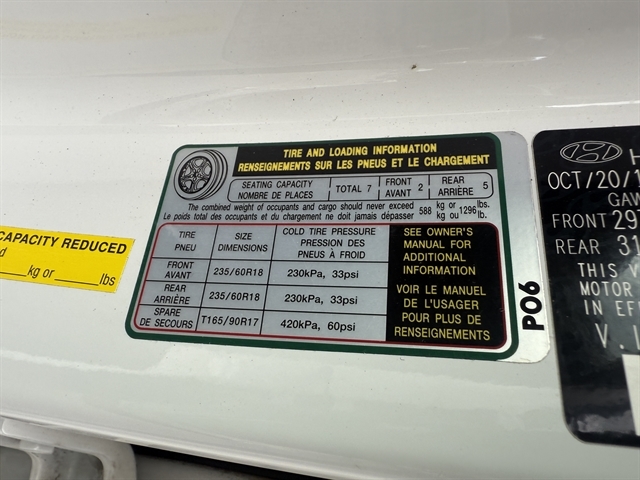 TIRE AND LOADING INFORMATION
RENSEIGNEMENTS SUR LES PNEUS ET LE CHARGEMENT
SEATING CAPACITY
NOMBRE DE PLACES
TOTAL 7
FRONT
AVANT 2
REAR
ARRIÈRE 5
The combined weight of occupants and cargo should never exceed 588 kg or 1296 lbs.
Le poids total des occupants et du chargement ne doit jamais dépasser 588 kg ou 1296 lb.
TIRE
PNEU
SIZE
DIMENSIONS
COLD TIRE PRESSURE
PRESSION DES
PNEUS À FROID
FRONT
AVANT
235/60R18
230kPa, 33psi
REAR
ARRIÈRE
235/60R18
230kPa, 33psi
SPARE
DE SECOURS
T165/90R17
420kPa, 60psi
SEE OWNER'S
MANUAL FOR
ADDITIONAL
INFORMATION
VOIR LE MANUEL
DE L'USAGER
POUR PLUS DE
RENSEIGNEMENTS
P06
CAPACITY REDUCED
kg or lbs
OCT/20/1
GAW
FRONT 29
REAR 31
THIS V
MOTOR
IN EFF
V.I